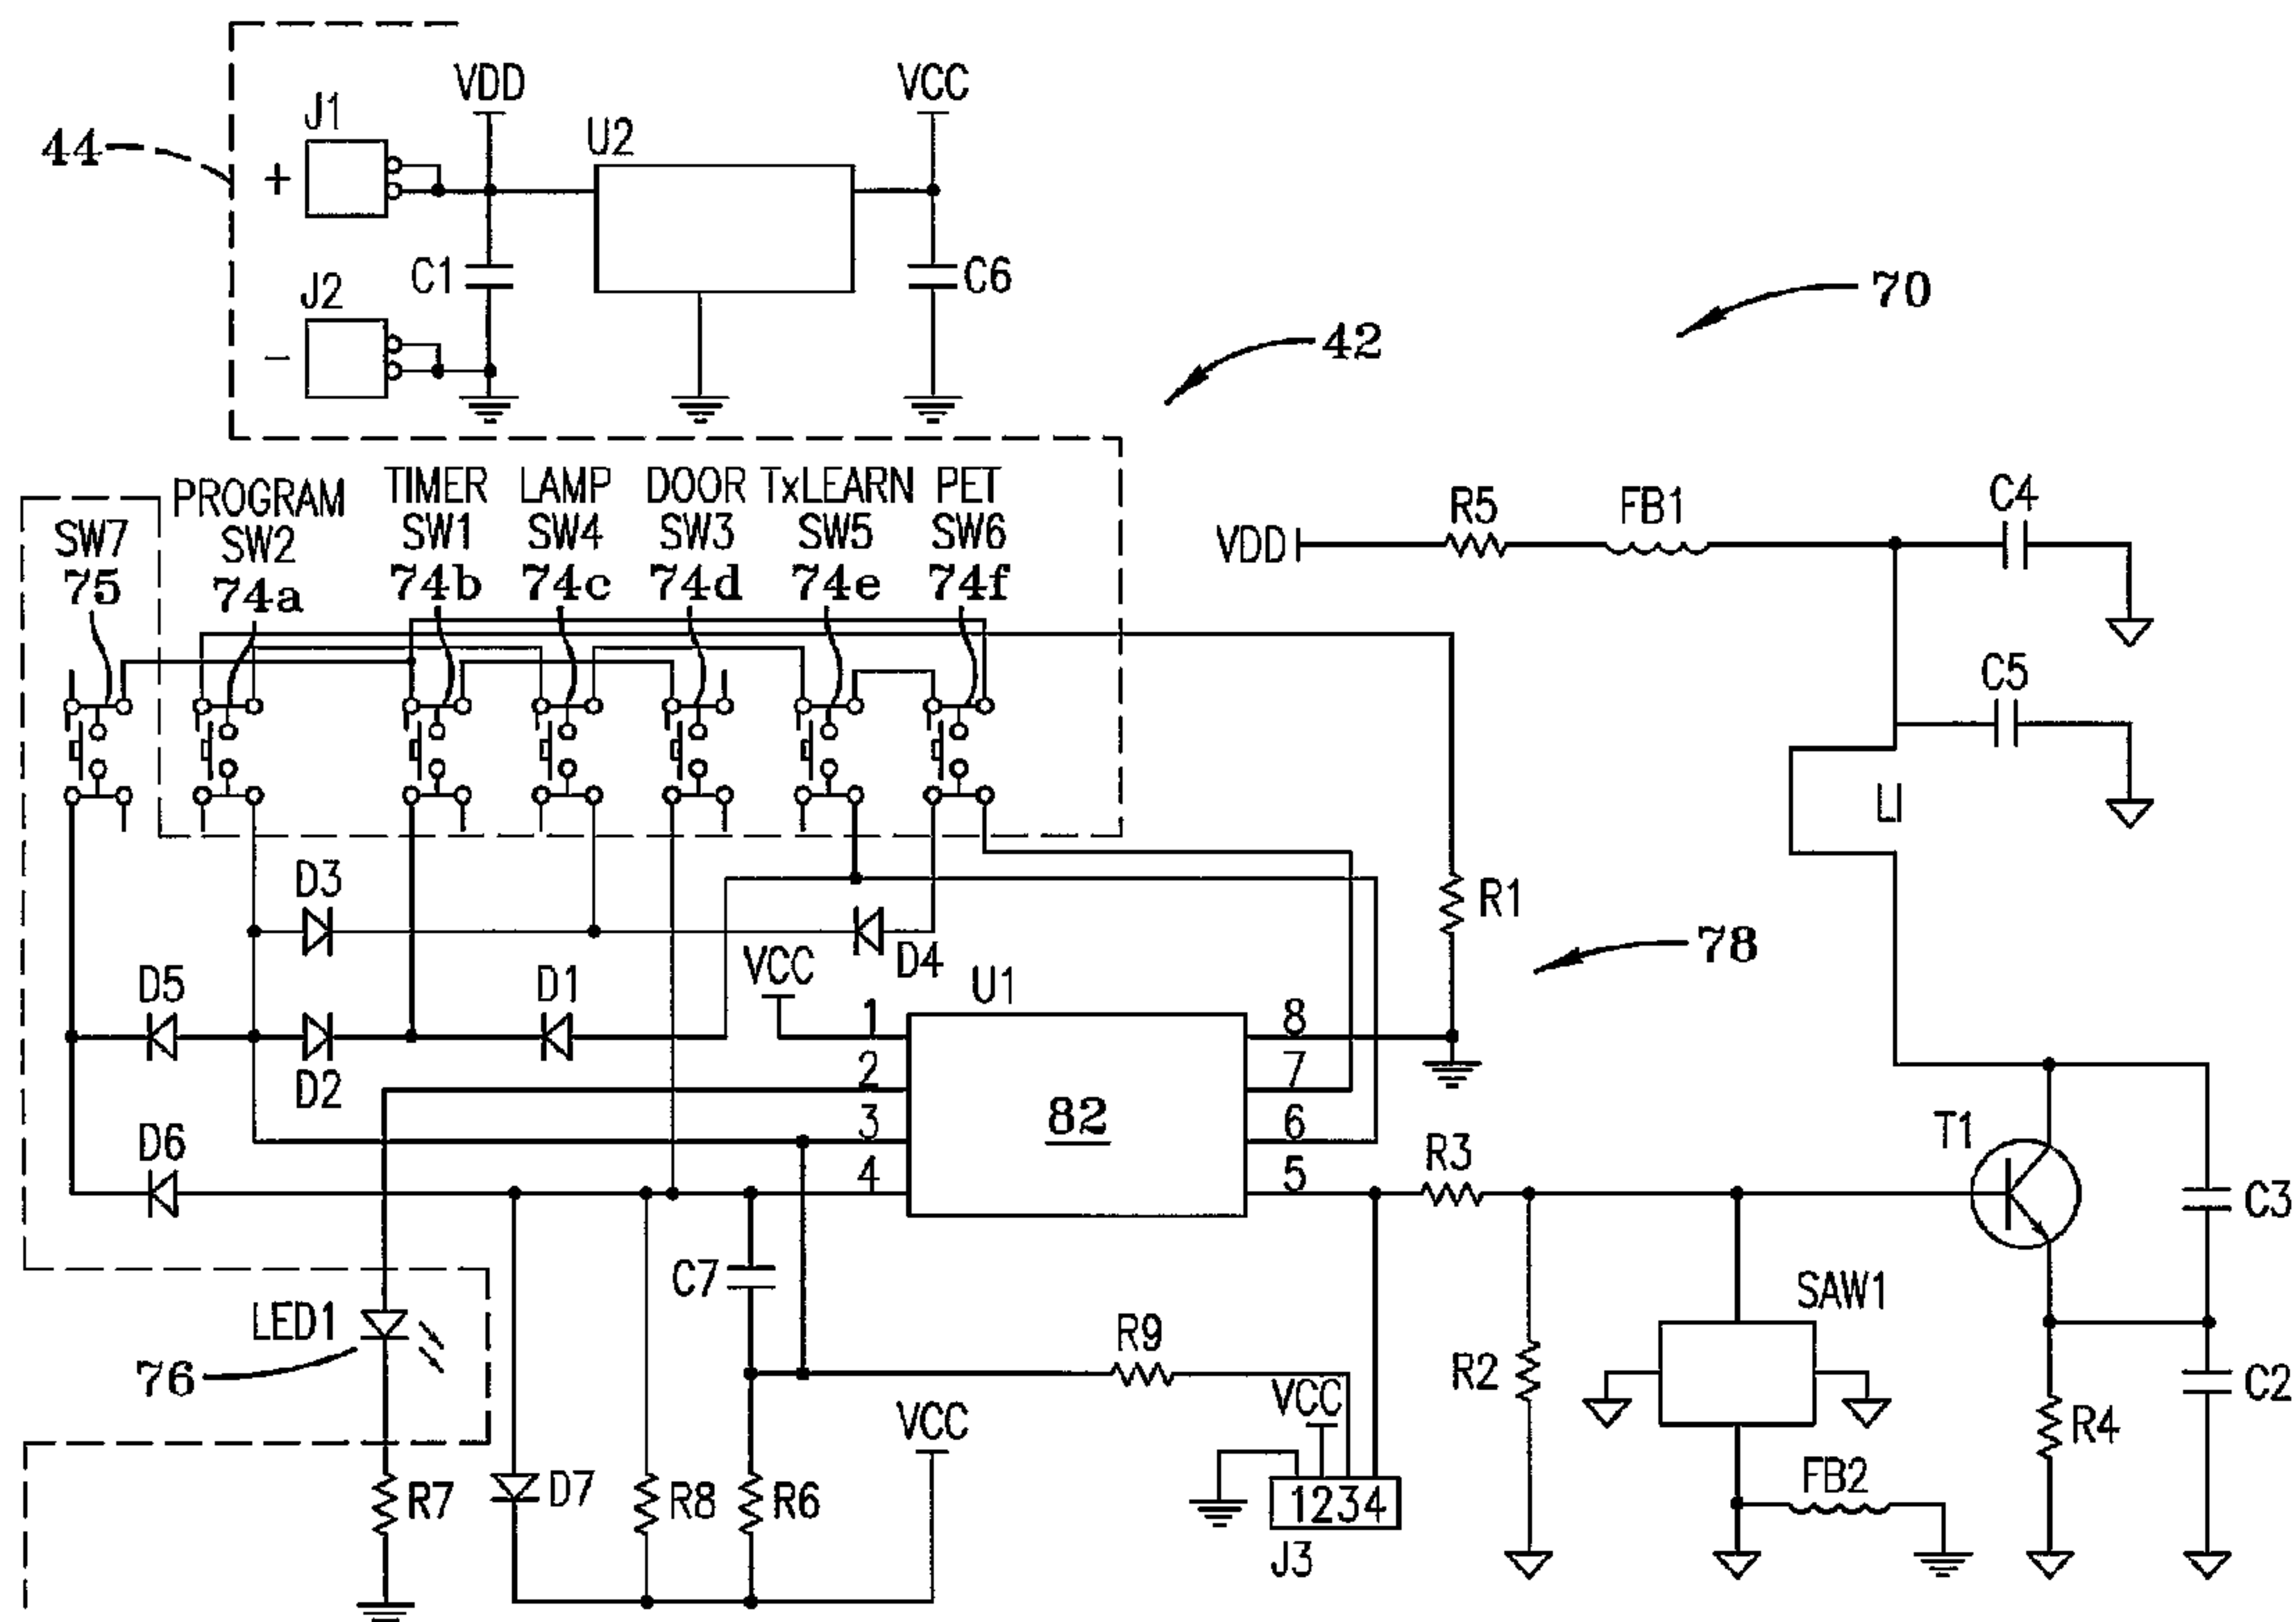 VDD
VCC
J1
U2
44
+
C1
C6
J2
-
70
42
PROGRAM
TIMER
LAMP
DOOR
TxLEARN
PET
SW7
SW2
SW1
SW4
SW3
SW5
SW6
75
74a
74b
74c
74d
74e
74f
VDD
R5
FB1
C4
C5
LI
D3
R1
D4
78
VCC
U1
D5
D1
D2
1
2
3
4
8
7
6
5
82
D6
R3
T1
C3
C7
SAW1
LED1
76
R9
R2
C2
VCC
VCC
R4
R7
D7
R8
R6
1234
J3
FB2